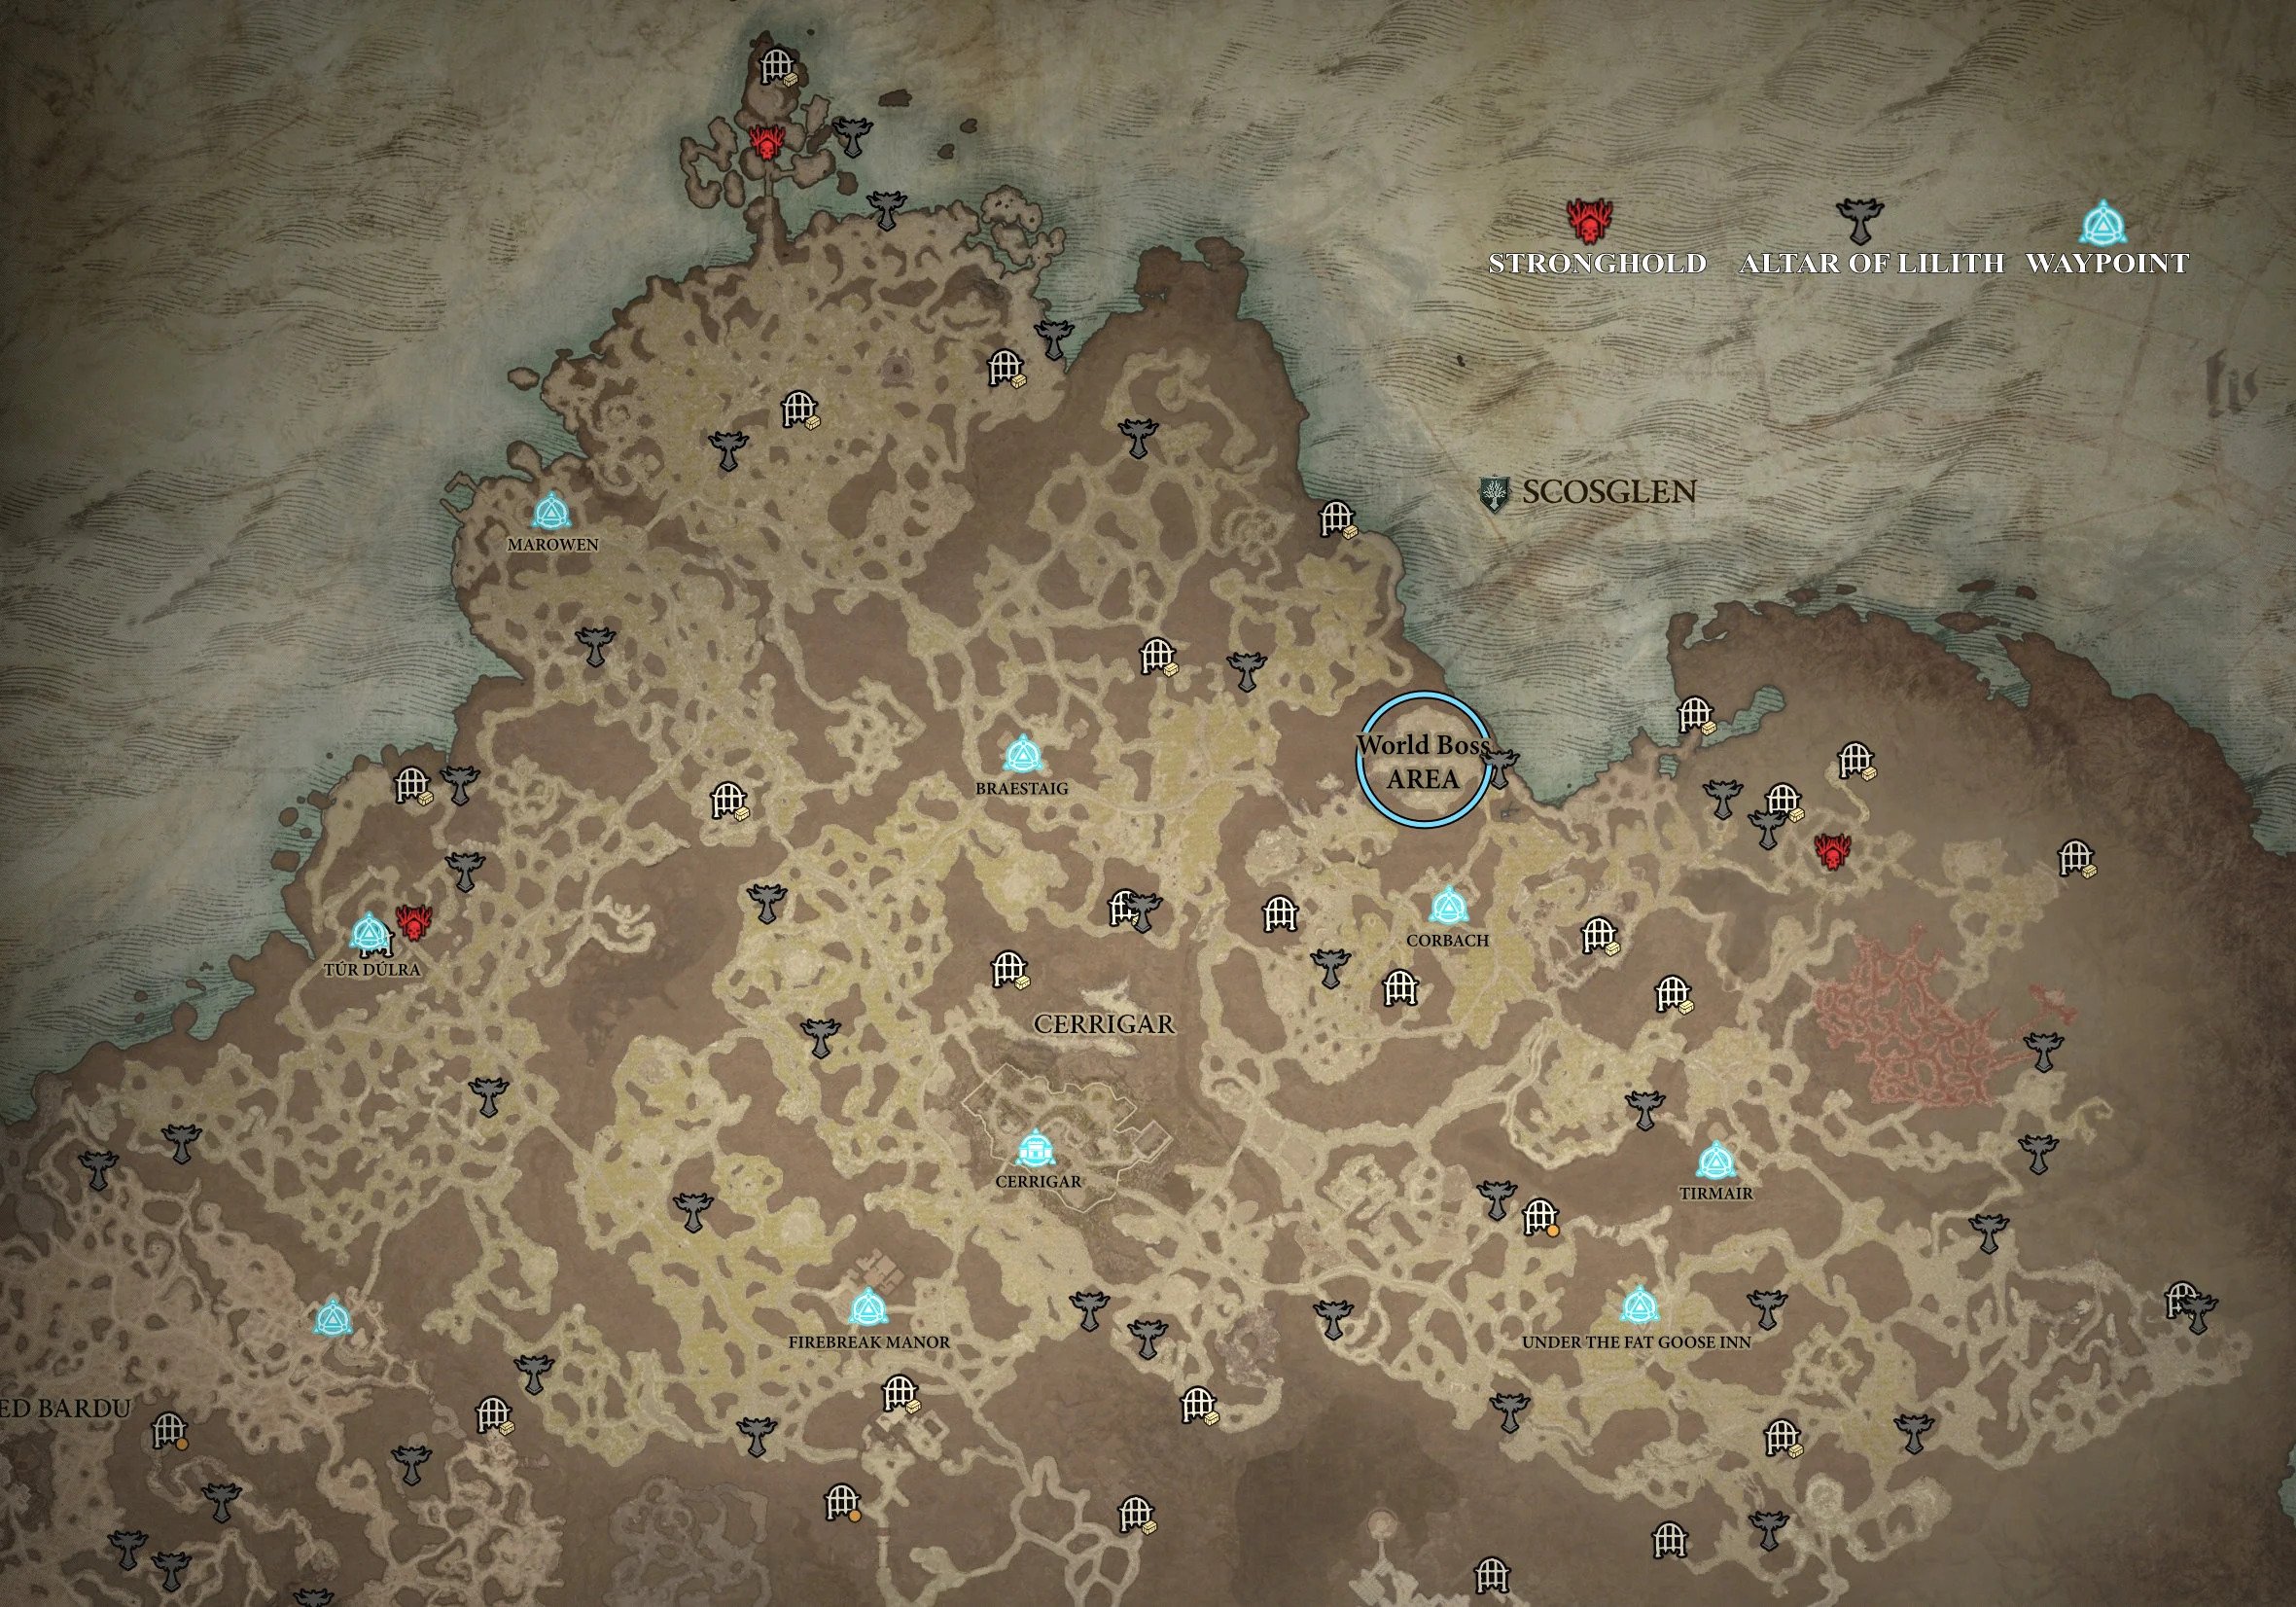 STRONGHOLD
ALTAR OF LILITH
WAYPOINT
SCOSGLEN
MAROWEN
World Boss
AREA
BRAESTAIG
CORBACH
TÚR DÚLRA
CERRIGAR
CERRIGAR
TIRMAIR
FIREBREAK MANOR
UNDER THE FAT GOOSE INN
ED BARDU